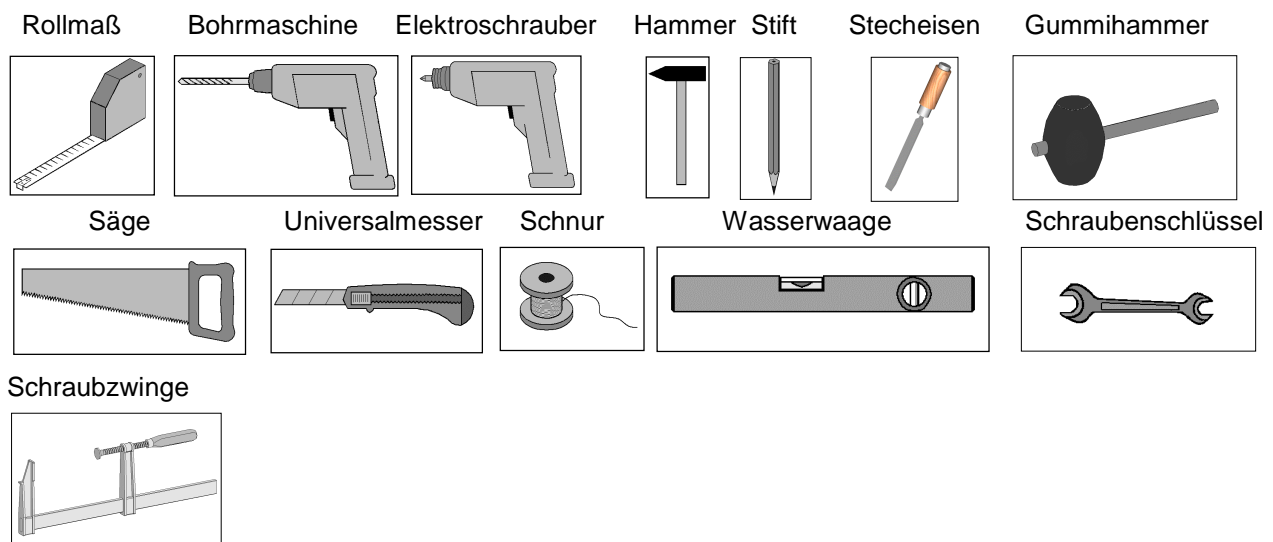 Rollmaß Bohrmaschine Elektroschrauber Hammer Stift Stecheisen Gummihammer
Säge Universalmesser Schnur Wasserwaage Schraubenschlüssel
Schraubzwinge